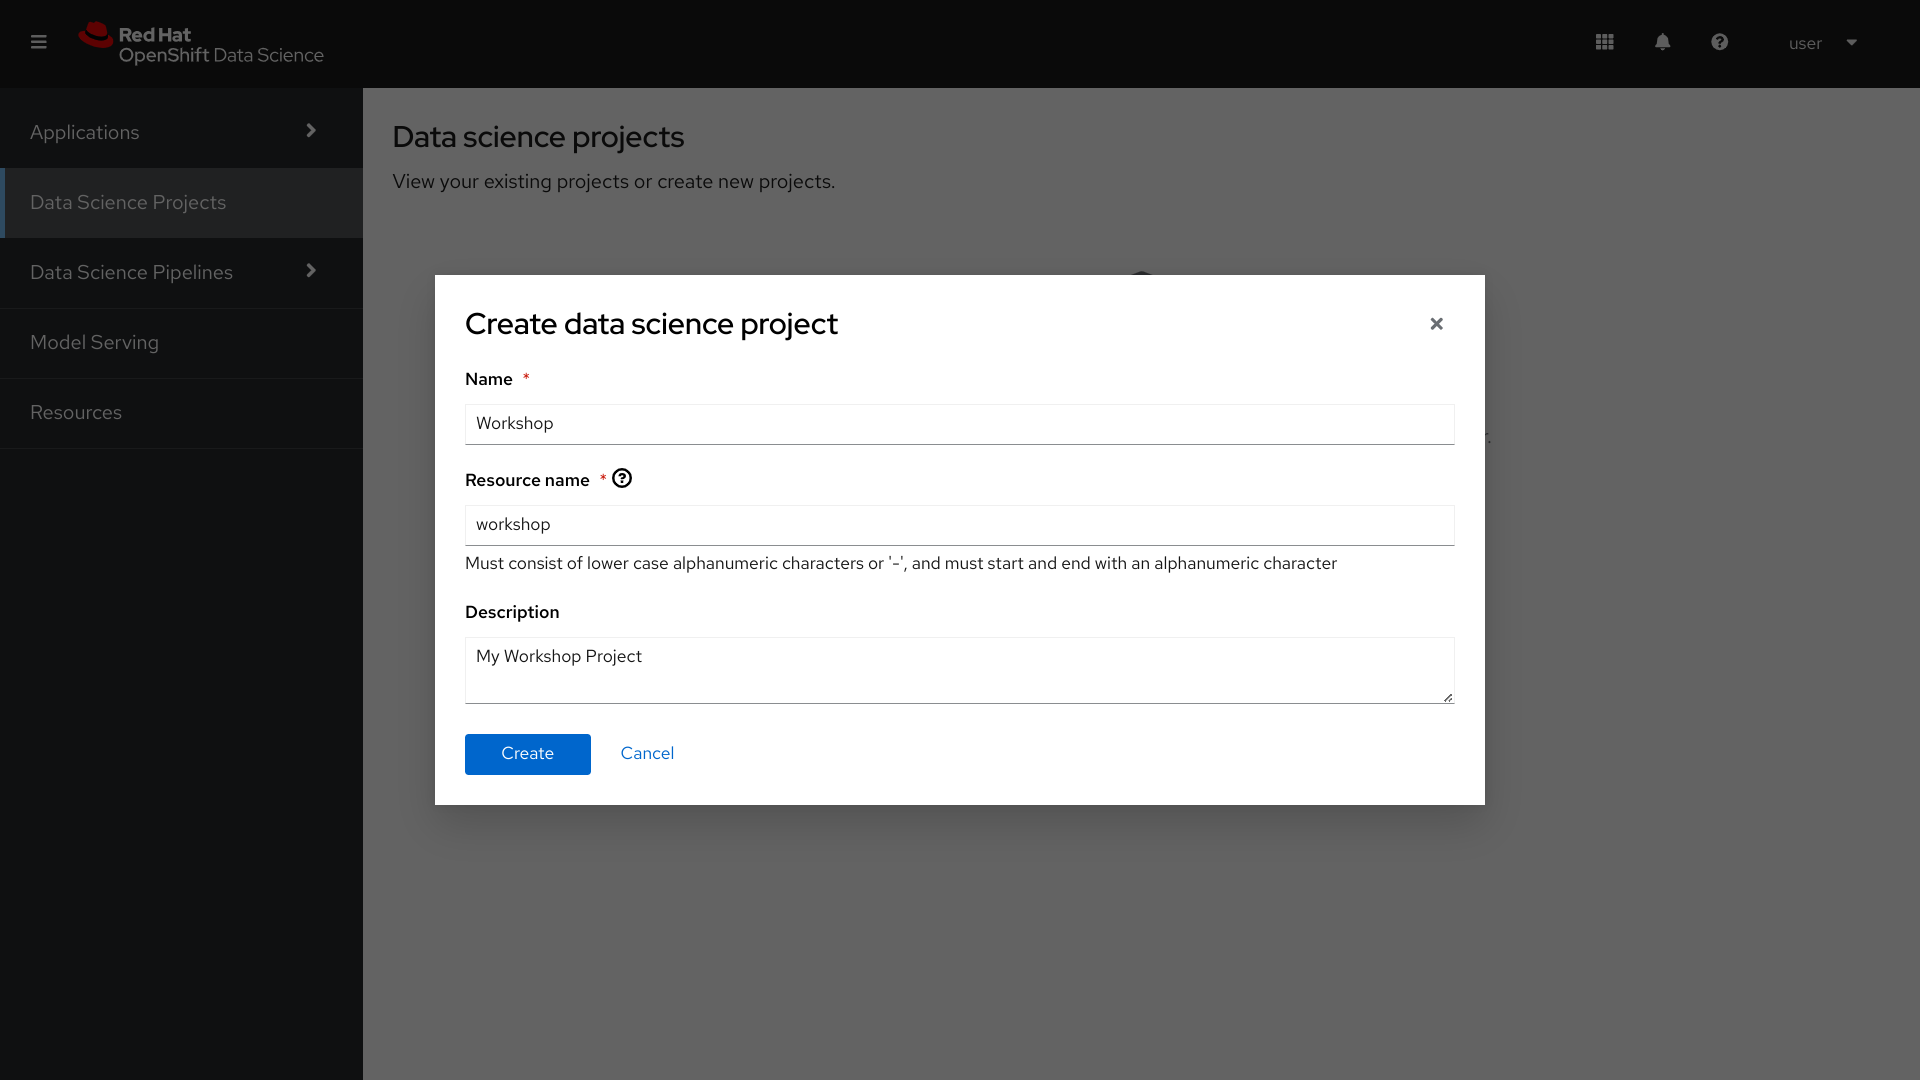 Red Hat
OpenShift Data Science
user
Applications
Data Science Projects
Data Science Pipelines
Model Serving
Resources
Data science projects
View your existing projects or create new projects.
Create data science project
Name *
Workshop
Resource name *
workshop
Must consist of lower case alphanumeric characters or '-', and must start and end with an alphanumeric character
Description
My Workshop Project
Create
Cancel